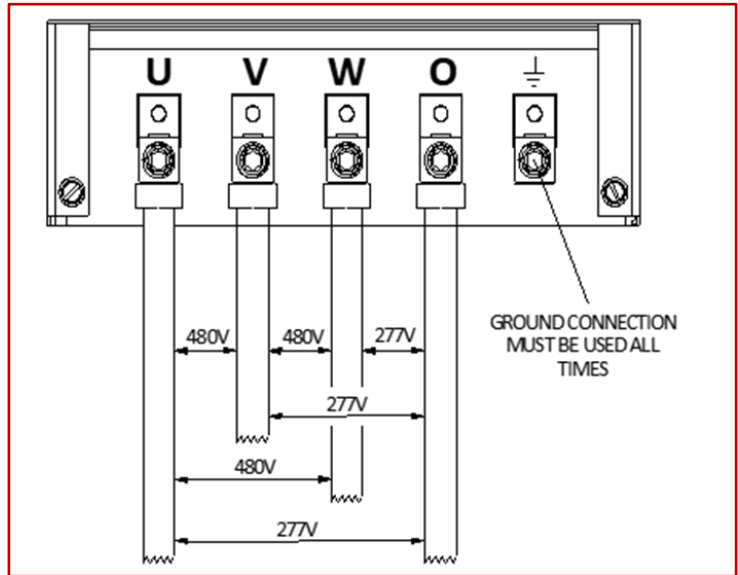 U V W O
480V 480V 277V
277V
480V
277V
GROUND CONNECTION
MUST BE USED ALL
TIMES